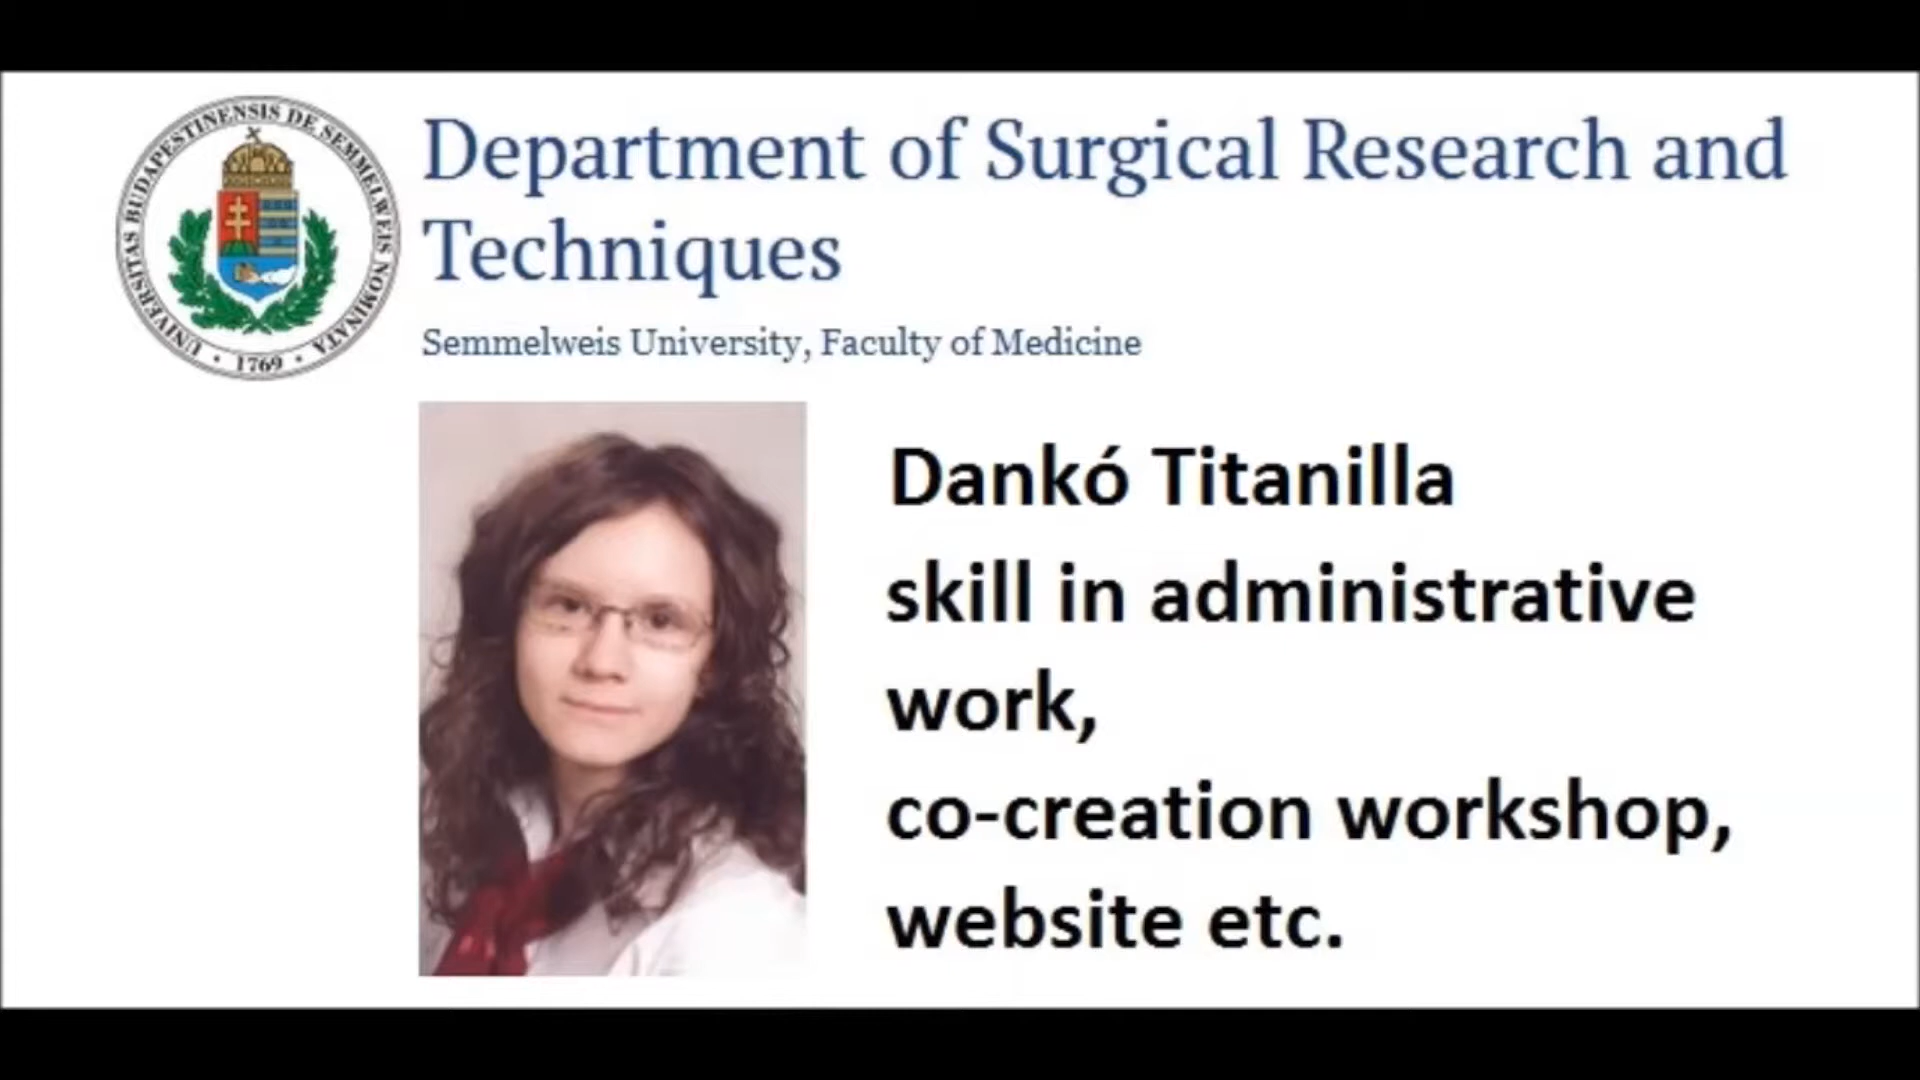 UNIVERSITAS BUDAPESTINENSIS DE SEMMELWEIS NOMINATA
• 1769 •
Department of Surgical Research and
Techniques
Semmelweis University, Faculty of Medicine
Dankó Titanilla
skill in administrative
work,
co-creation workshop,
website etc.